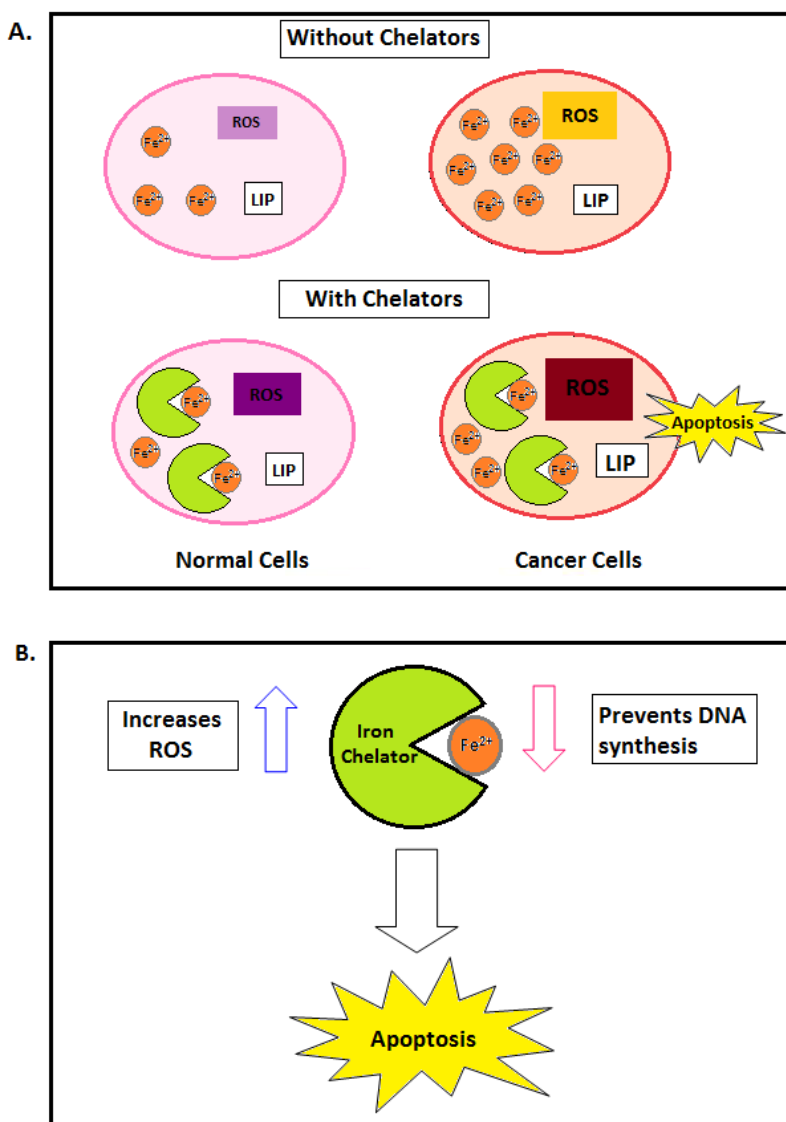 A.
Without Chelators
ROS
Fe2+
Fe2+
Fe2+
LIP
Fe2+
Fe2+
ROS
Fe2+
Fe2+
Fe2+
Fe2+
Fe2+
LIP
With Chelators
Fe2+
ROS
Fe2+
Fe2+
LIP
Fe2+
ROS
Apoptosis
Fe2+
Fe2+
Fe2+
LIP
Normal Cells
Cancer Cells
B.
Increases
ROS
Iron
Chelator
Fe2+
Prevents DNA
synthesis
Apoptosis